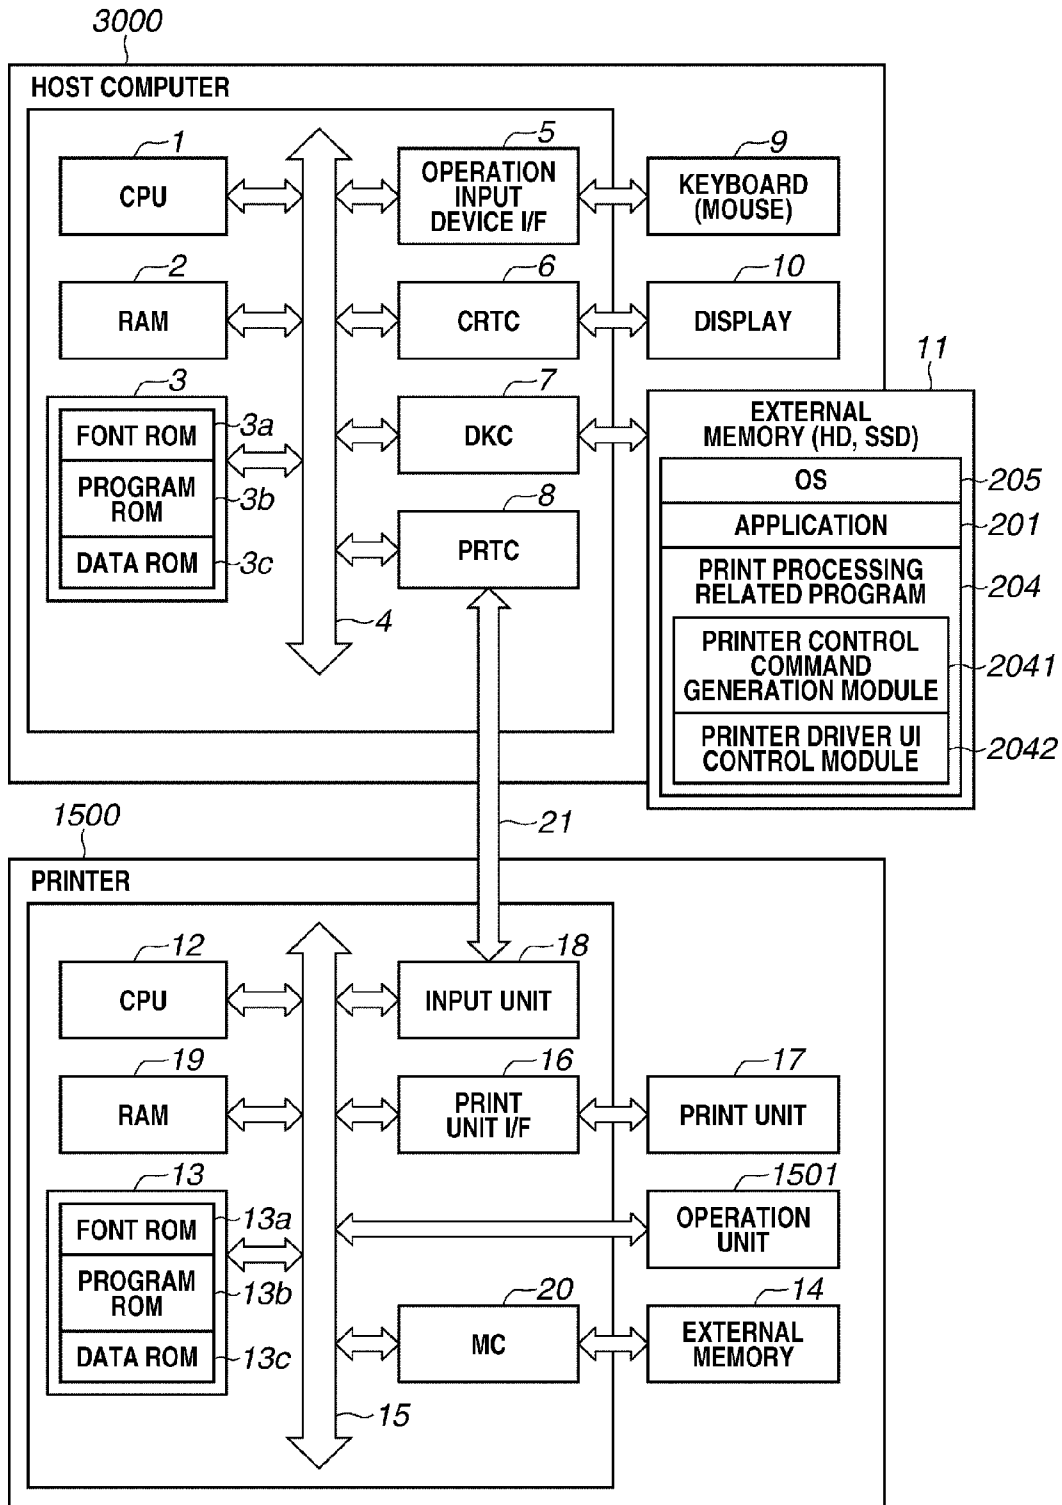 3000
HOST COMPUTER
1
CPU
5
OPERATION
INPUT
DEVICE I/F
9
KEYBOARD
(MOUSE)
2
RAM
6
CRTC
10
DISPLAY
3
FONT ROM
3a
PROGRAM
ROM
3b
DATA ROM
3c
7
DKC
11
EXTERNAL
MEMORY (HD, SSD)
OS
205
APPLICATION
201
PRINT PROCESSING
RELATED PROGRAM
204
PRINTER CONTROL
COMMAND
GENERATION MODULE
2041
PRINTER DRIVER UI
CONTROL MODULE
2042
8
PRTC
4
21
1500
PRINTER
12
CPU
18
INPUT UNIT
19
RAM
16
PRINT
UNIT I/F
17
PRINT UNIT
13
FONT ROM
13a
PROGRAM
ROM
13b
DATA ROM
13c
1501
OPERATION
UNIT
20
MC
14
EXTERNAL
MEMORY
15